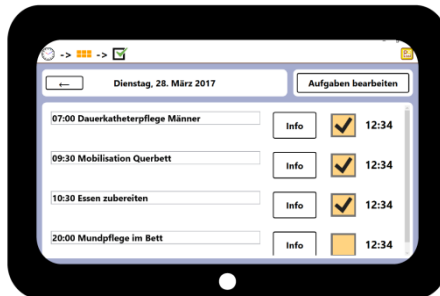 -> ->
← Dienstag, 28. März 2017 Aufgaben bearbeiten
07:00 Dauerkatheterpflege Männer Info 12:34
09:30 Mobilisation Querbett Info 12:34
10:30 Essen zubereiten Info 12:34
20:00 Mundpflege im Bett Info 12:34